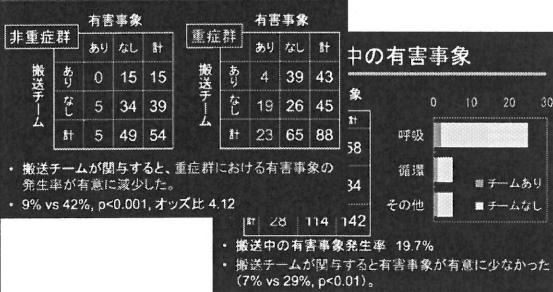 有害事象
非重症群
あり なし 計
搬送チーム
あり 0 15 15
なし 5 34 39
計 5 49 54
有害事象
重症群
あり なし 計
搬送チーム
あり 4 39 43
なし 19 26 45
計 23 65 88
・ 搬送チームが関与すると、重症群における有害事象の
発生率が有意に減少した。
・ 9% vs 42%, p<0.001, オッズ比 4.12
中の有害事象
象
計
58
84
計 28 114 142
0 10 20 30
呼吸
循環
その他
チームあり
チームなし
・ 搬送中の有害事象発生率 19.7%
・ 搬送チームが関与すると有害事象が有意に少なかった
(7% vs 29%, p<0.01)。